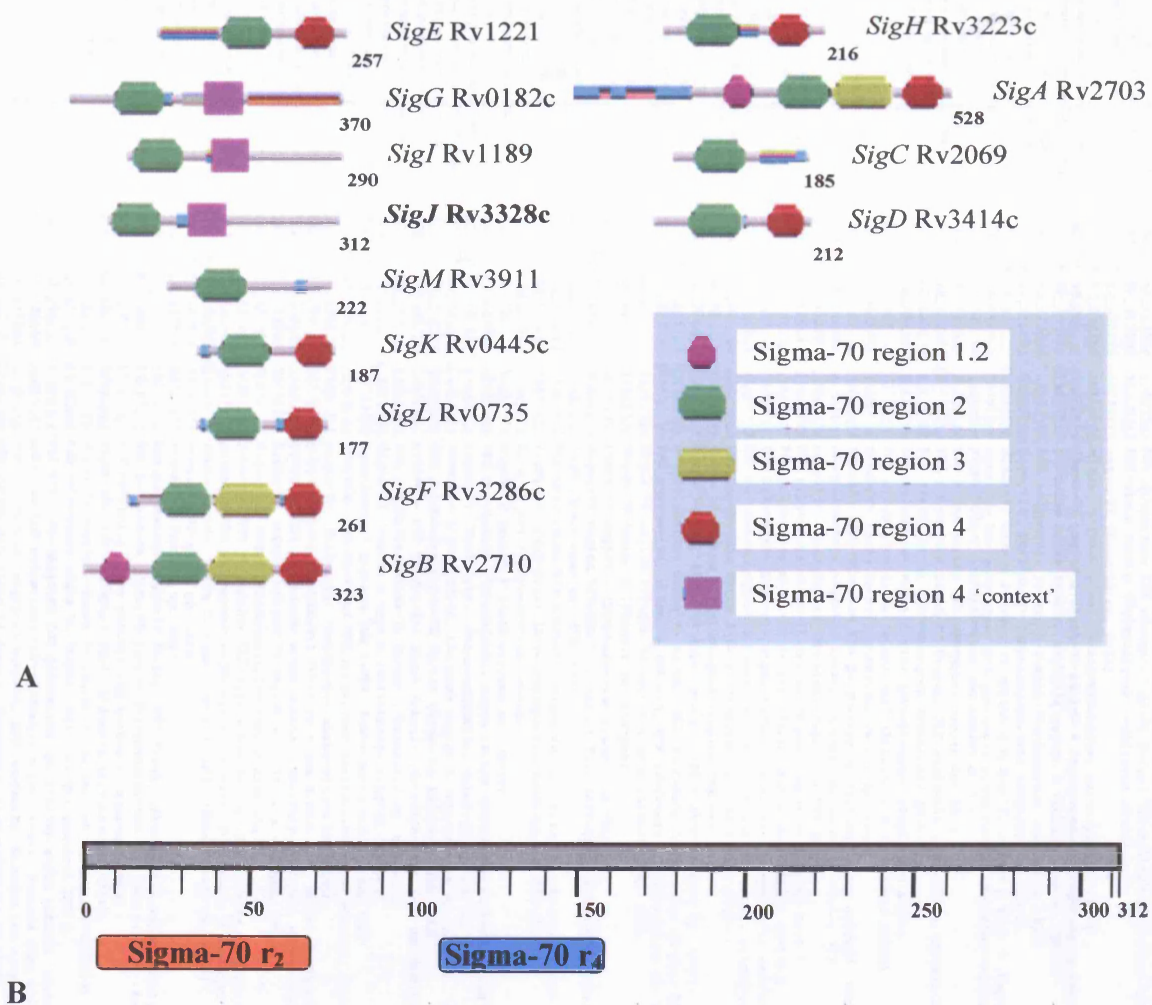 SigE Rv1221
257
SigG Rv0182c
370
SigI Rv1189
290
SigJ Rv3328c
312
SigM Rv3911
222
SigK Rv0445c
187
SigL Rv0735
177
SigF Rv3286c
261
SigB Rv2710
323
SigH Rv3223c
216
SigA Rv2703
528
SigC Rv2069
185
SigD Rv3414c
212
Sigma-70 region 1.2
Sigma-70 region 2
Sigma-70 region 3
Sigma-70 region 4
Sigma-70 region 4 ‘context’
A
0 50 100 150 200 250 300 312
Sigma-70 r2 Sigma-70 r4
B